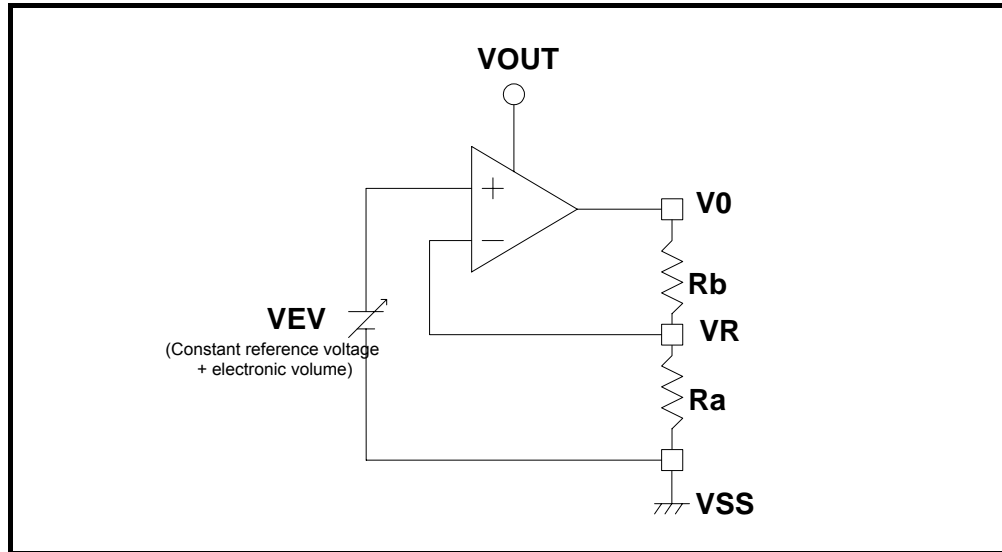 VOUT
+
−
V0
Rb
VEV
(Constant reference voltage
+ electronic volume)
VR
Ra
VSS